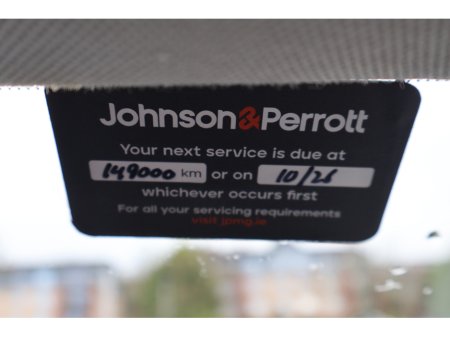 Johnson&Perrott
Your next service is due at
149000 km or on 10/26
whichever occurs first
For all your servicing requirements
visit jpmg.ie